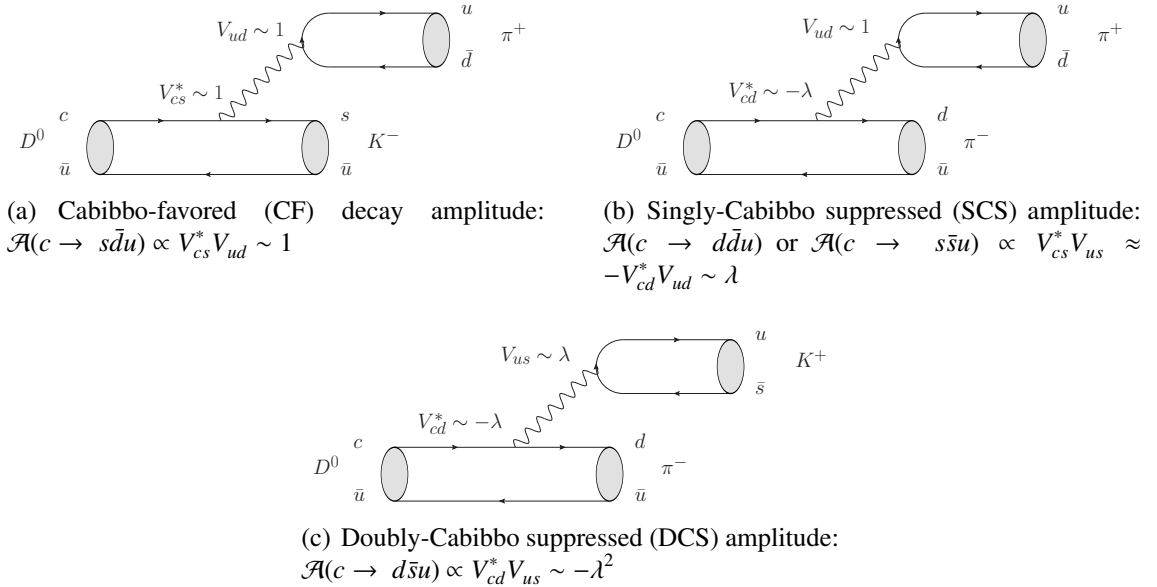 V_{ud} ∼ 1
u
π^+
d̄
V^*_{cs} ∼ 1
c
s
D^0
K^-
ū
ū
(a) Cabibbo-favored (CF) decay amplitude:
𝒜(c → sd̄u) ∝ V^*_{cs}V_{ud} ∼ 1
V_{ud} ∼ 1
u
π^+
d̄
V^*_{cd} ∼ −λ
c
d
D^0
π^-
ū
ū
(b) Singly-Cabibbo suppressed (SCS) amplitude:
𝒜(c → dd̄u) or 𝒜(c → ss̄u) ∝ V^*_{cs}V_{us} ≈
−V^*_{cd}V_{ud} ∼ λ
V_{us} ∼ λ
u
K^+
s̄
V^*_{cd} ∼ −λ
c
d
D^0
π^-
ū
ū
(c) Doubly-Cabibbo suppressed (DCS) amplitude:
𝒜(c → ds̄u) ∝ V^*_{cd}V_{us} ∼ −λ^2